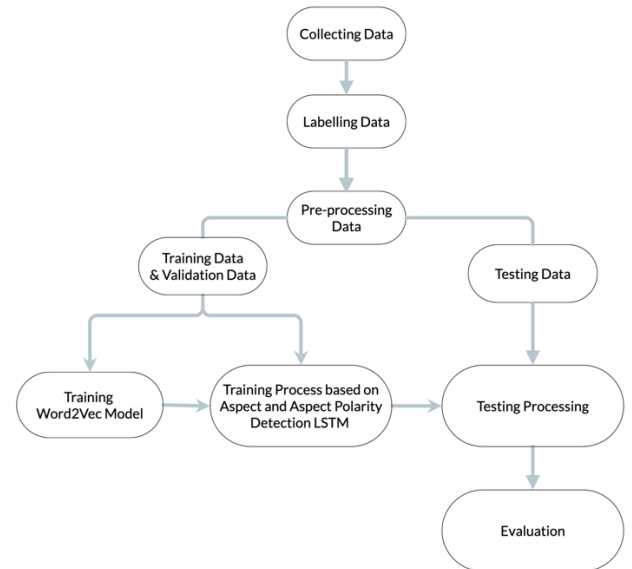 Collecting Data
Labelling Data
Pre-processing
Data
Training Data
& Validation Data
Testing Data
Training
Word2Vec Model
Training Process based on
Aspect and Aspect Polarity
Detection LSTM
Testing Processing
Evaluation